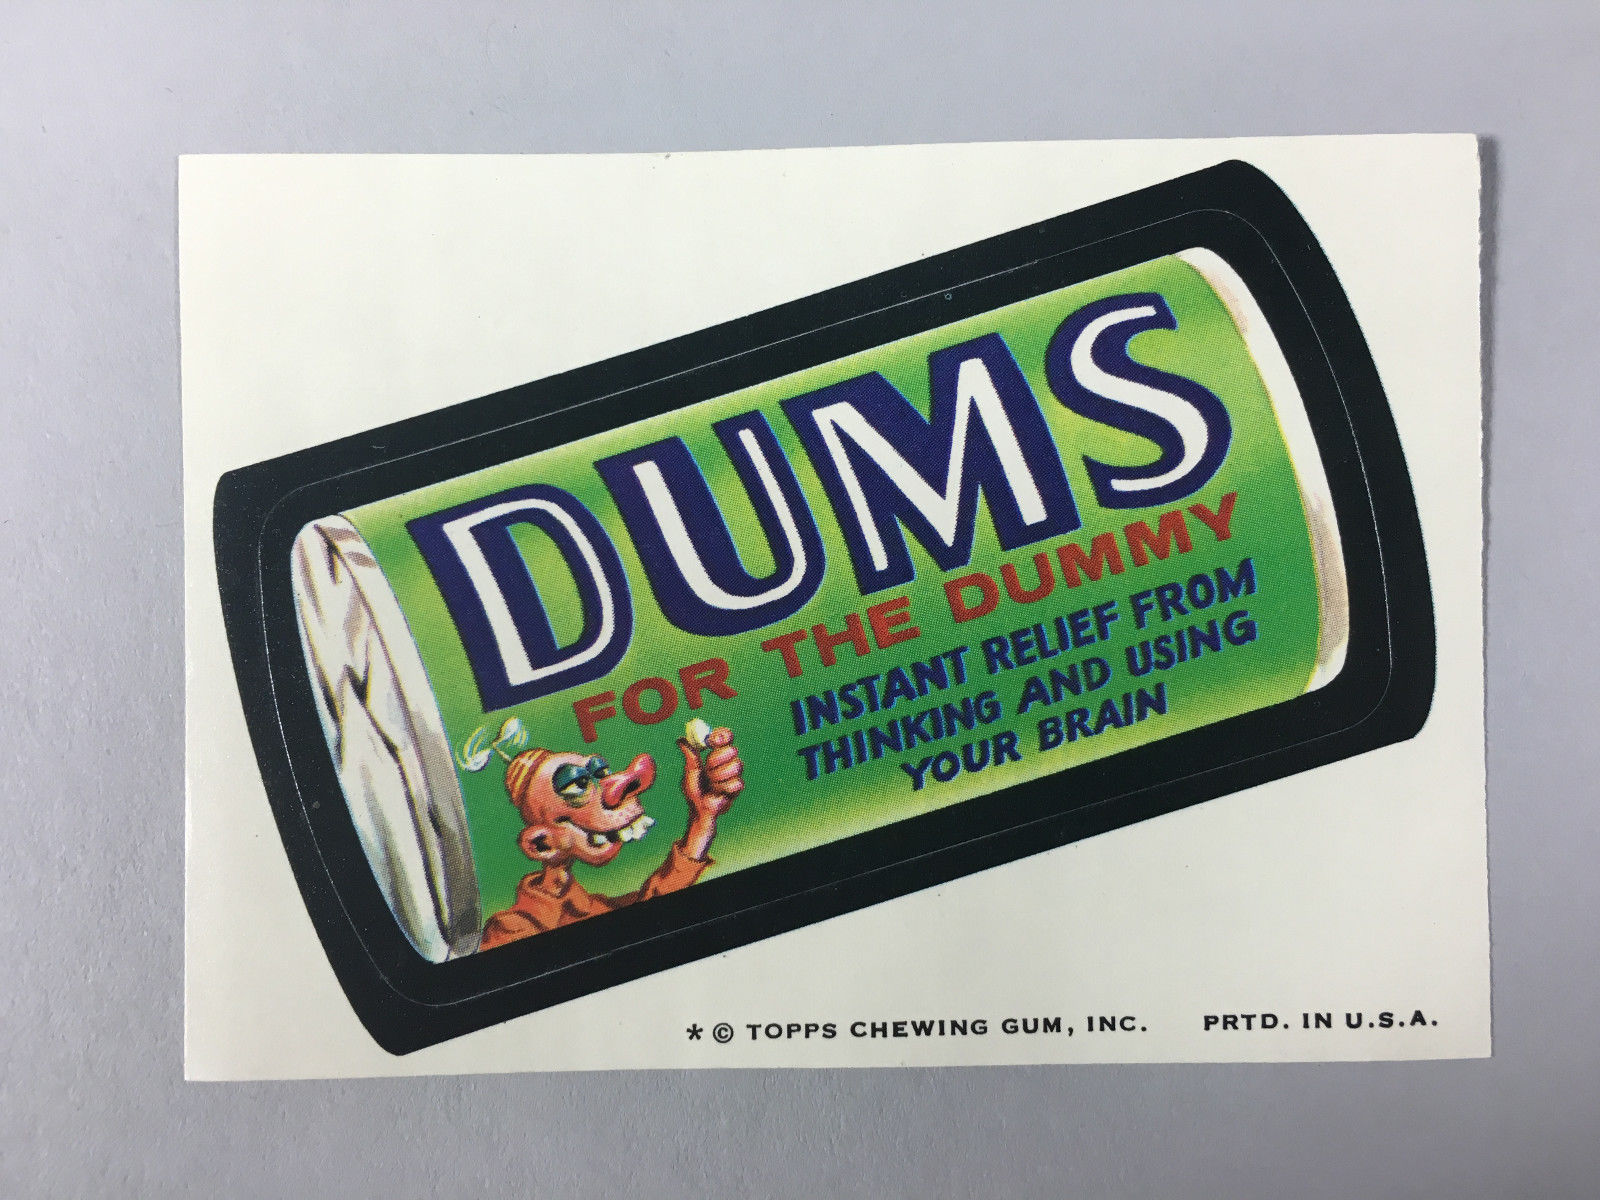 DUMS
FOR THE DUMMY
INSTANT RELIEF FROM
THINKING AND USING
YOUR BRAIN
* © TOPPS CHEWING GUM, INC. PRTD. IN U.S.A.